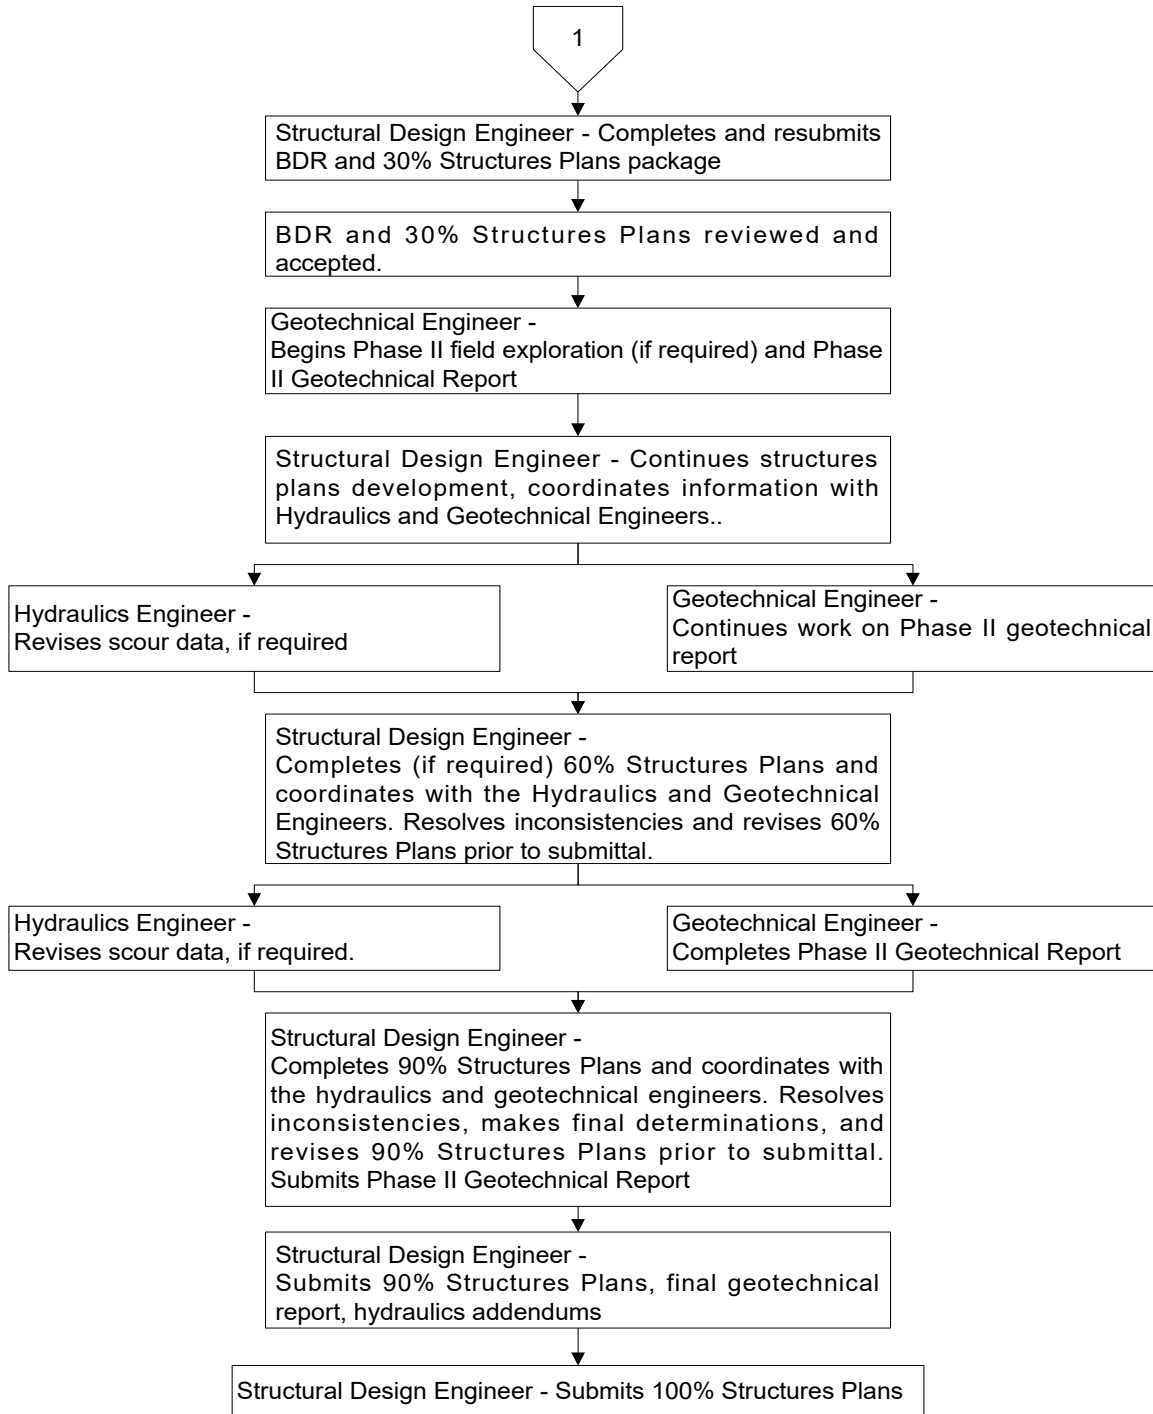 1
Structural Design Engineer - Completes and resubmits
BDR and 30% Structures Plans package
BDR and 30% Structures Plans reviewed and
accepted.
Geotechnical Engineer -
Begins Phase II field exploration (if required) and Phase
II Geotechnical Report
Structural Design Engineer - Continues structures
plans development, coordinates information with
Hydraulics and Geotechnical Engineers..
Hydraulics Engineer -
Revises scour data, if required
Geotechnical Engineer -
Continues work on Phase II geotechnical
report
Structural Design Engineer -
Completes (if required) 60% Structures Plans and
coordinates with the Hydraulics and Geotechnical
Engineers. Resolves inconsistencies and revises 60%
Structures Plans prior to submittal.
Hydraulics Engineer -
Revises scour data, if required.
Geotechnical Engineer -
Completes Phase II Geotechnical Report
Structural Design Engineer -
Completes 90% Structures Plans and coordinates with
the hydraulics and geotechnical engineers. Resolves
inconsistencies, makes final determinations, and
revises 90% Structures Plans prior to submittal.
Submits Phase II Geotechnical Report
Structural Design Engineer -
Submits 90% Structures Plans, final geotechnical
report, hydraulics addendums
Structural Design Engineer - Submits 100% Structures Plans